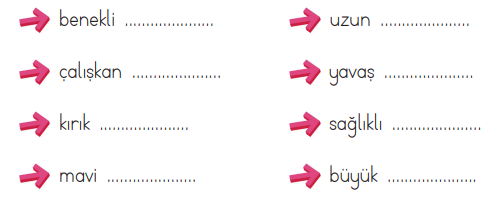 benekli ......................
uzun ......................
çalışkan ......................
yavaş ......................
kırık ......................
sağlıklı ......................
mavi ......................
büyük ......................